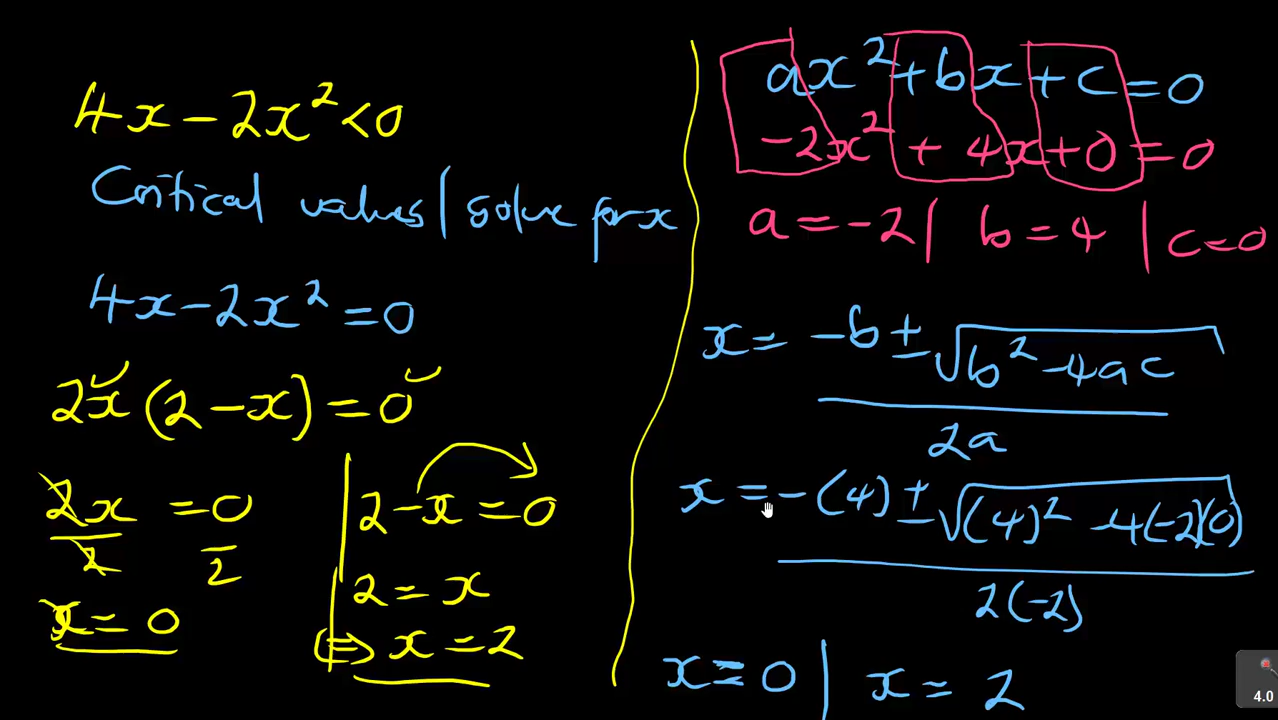 4x - 2x² < 0
Critical values | solve for x
4x - 2x² = 0
2x (2 - x) = 0
2x/2 = 0/2
x = 0
2 - x = 0
2 = x
⇔ x = 2
ax² + bx + c = 0
-2x² + 4x + 0 = 0
a = -2 | b = 4 | c = 0
x = (-b ± √(b² - 4ac))/2a
x = (-(4) ± √((4)² - 4(-2)(0)))/2(-2)
x = 0 | x = 2
4.0